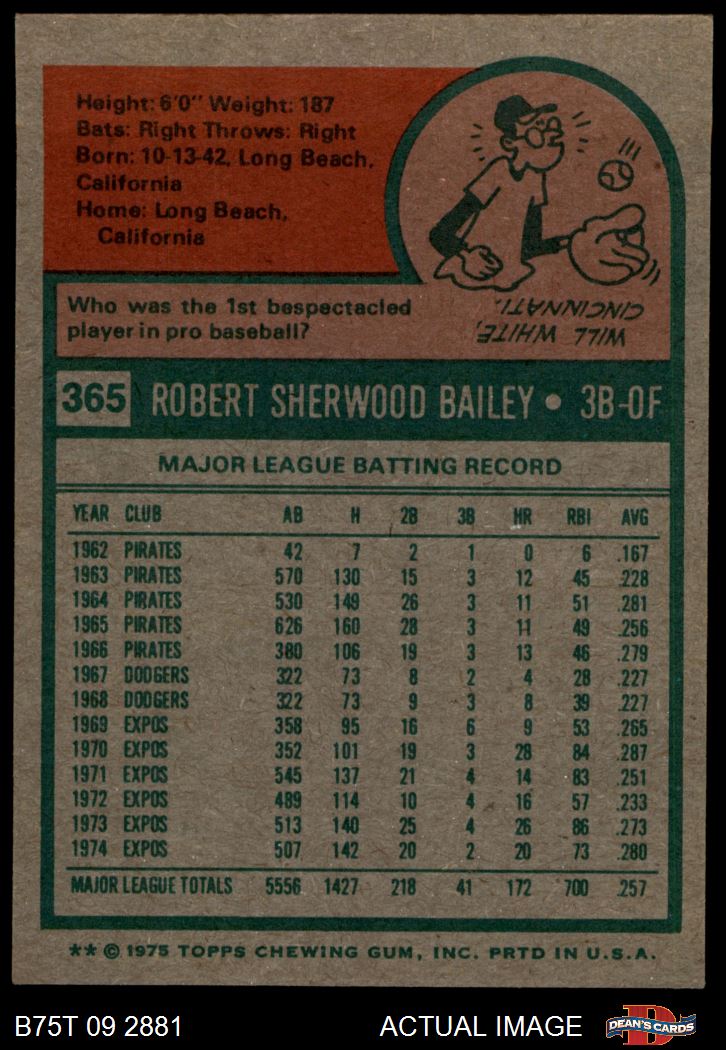 Height: 6'0" Weight: 187
Bats: Right Throws: Right
Born: 10-13-42, Long Beach,
California
Home: Long Beach,
California
Who was the 1st bespectacled
player in pro baseball?
WILL WHITE,
CINCINNATI.
365 ROBERT SHERWOOD BAILEY • 3B-OF
MAJOR LEAGUE BATTING RECORD
YEAR CLUB AB H 2B 3B HR RBI AVG
1962 PIRATES 42 7 2 1 0 6 .167
1963 PIRATES 570 130 15 3 12 45 .228
1964 PIRATES 530 149 26 3 11 51 .281
1965 PIRATES 626 160 28 3 11 49 .256
1966 PIRATES 380 106 19 3 13 46 .279
1967 DODGERS 322 73 8 2 4 28 .227
1968 DODGERS 322 73 9 3 8 39 .227
1969 EXPOS 358 95 16 6 9 53 .265
1970 EXPOS 352 101 19 3 28 84 .287
1971 EXPOS 545 137 21 4 14 83 .251
1972 EXPOS 489 114 10 4 16 57 .233
1973 EXPOS 513 140 25 4 26 86 .273
1974 EXPOS 507 142 20 2 20 73 .280
MAJOR LEAGUE TOTALS 5556 1427 218 41 172 700 .257
** © 1975 TOPPS CHEWING GUM, INC. PRTD IN U.S.A.
B75T 09 2881 ACTUAL IMAGE D DEAN'S CARDS